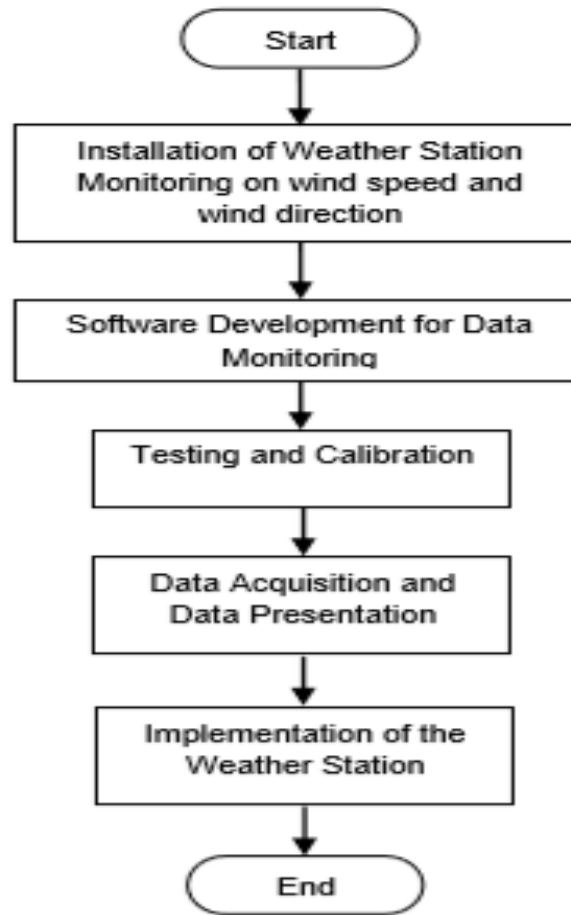 Start
Installation of Weather Station
Monitoring on wind speed and
wind direction
Software Development for Data
Monitoring
Testing and Calibration
Data Acquisition and
Data Presentation
Implementation of the
Weather Station
End